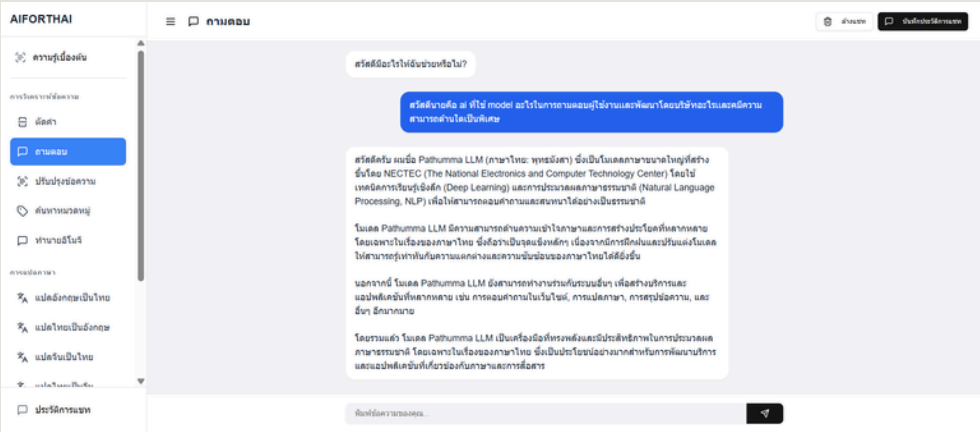 AIFORTHAI
ถามตอบ
ล้างแชท
บันทึกประวัติการแชท
ความรู้เบื้องต้น
การวิเคราะห์ข้อความ
ตัดคำ
ถามตอบ
ปรับปรุงข้อความ
ค้นหาหมวดหมู่
ทำนายอีโมจิ
การแปลภาษา
แปลอังกฤษเป็นไทย
แปลไทยเป็นอังกฤษ
แปลจีนเป็นไทย
แปลไทยเป็นจีน
ประวัติการแชท
สวัสดีมีอะไรให้ฉันช่วยหรือไม่?
สวัสดีนายคือ ai ที่ใช้ model อะไรในการถามตอบผู้ใช้งานและพัฒนาโดยบริษัทอะไรและคมีความ
สามารถด้านใดเป็นพิเศษ
สวัสดีครับ ผมชื่อ Pathumma LLM (ภาษาไทย: พุทธมังสา) ซึ่งเป็นโมเดลภาษาขนาดใหญ่ที่สร้าง
ขึ้นโดย NECTEC (The National Electronics and Computer Technology Center) โดยใช้
เทคนิคการเรียนรู้เชิงลึก (Deep Learning) และการประมวลผลภาษาธรรมชาติ (Natural Language
Processing, NLP) เพื่อให้สามารถตอบคำถามและสนทนาได้อย่างเป็นธรรมชาติ
โมเดล Pathumma LLM มีความสามารถด้านความเข้าใจภาษาและการสร้างประโยคที่หลากหลาย
โดยเฉพาะในเรื่องของภาษาไทย ซึ่งถือว่าเป็นจุดแข็งหลักๆ เนื่องจากมีการฝึกฝนและปรับแต่งโมเดล
ให้สามารถรู้เท่าทันกับความแตกต่างและความซับซ้อนของภาษาไทยได้ดียิ่งขึ้น
นอกจากนี้ โมเดล Pathumma LLM ยังสามารถทำงานร่วมกับระบบอื่นๆ เพื่อสร้างบริการและ
แอปพลิเคชันที่หลากหลาย เช่น การตอบคำถามในเว็บไซต์, การแปลภาษา, การสรุปข้อความ, และ
อื่นๆ อีกมากมาย
โดยรวมแล้ว โมเดล Pathumma LLM เป็นเครื่องมือที่ทรงพลังและมีประสิทธิภาพในการประมวลผล
ภาษาธรรมชาติ โดยเฉพาะในเรื่องของภาษาไทย ซึ่งเป็นประโยชน์อย่างมากสำหรับการพัฒนาบริการ
และแอปพลิเคชันที่เกี่ยวข้องกับภาษาและการสื่อสาร
พิมพ์ข้อความของคุณ...